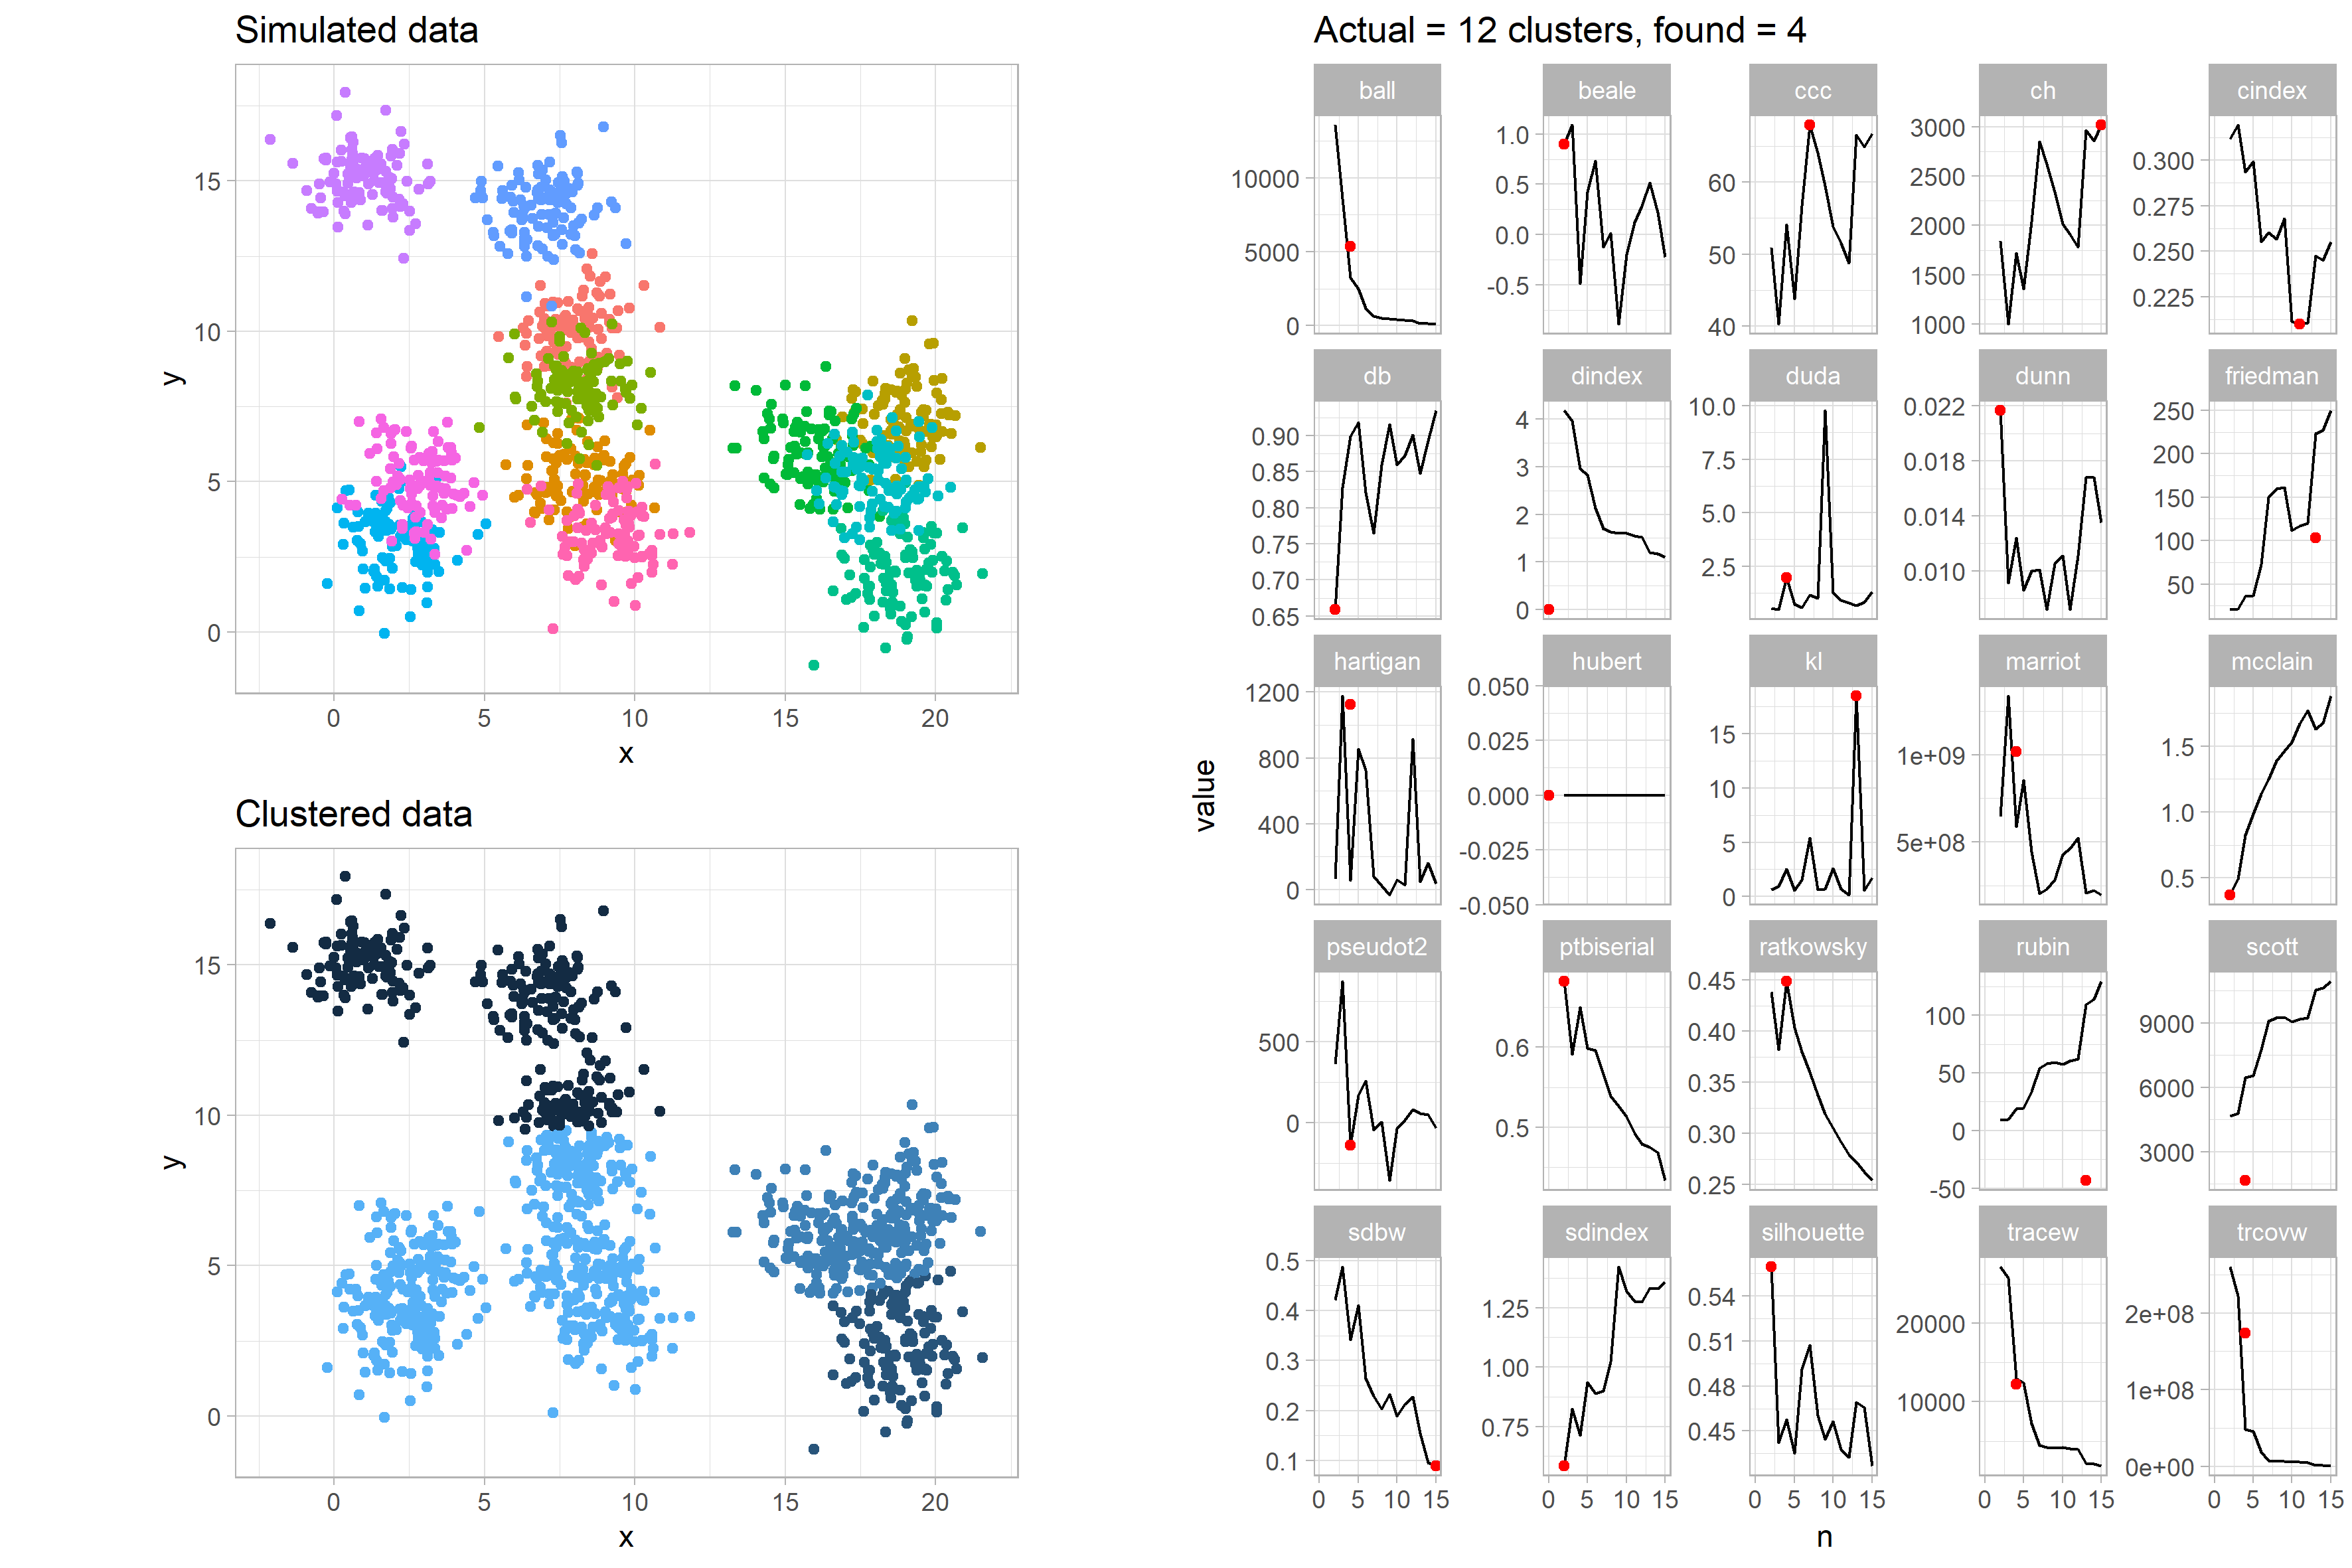 Simulated data
y
15
10
5
0
0 5 10 15 20
x
Clustered data
y
15
10
5
0
0 5 10 15 20
x
Actual = 12 clusters, found = 4
value
ball beale ccc ch cindex
10000 5000 0
1.0 0.5 0.0 -0.5
60 50 40
3000 2500 2000 1500 1000
0.300 0.275 0.250 0.225
db dindex duda dunn friedman
0.90 0.85 0.80 0.75 0.70 0.65
4 3 2 1 0
10.0 7.5 5.0 2.5
0.022 0.018 0.014 0.010
250 200 150 100 50
hartigan hubert kl marriot mcclain
1200 800 400 0
0.050 0.025 0.000 -0.025 -0.050
15 10 5 0
1e+09 5e+08
1.5 1.0 0.5
pseudot2 ptbiserial ratkowsky rubin scott
500 0
0.6 0.5
0.45 0.40 0.35 0.30 0.25
100 50 0 -50
9000 6000 3000
sdbw sdindex silhouette tracew trcovw
0.5 0.4 0.3 0.2 0.1
1.25 1.00 0.75
0.54 0.51 0.48 0.45
20000 10000
2e+08 1e+08 0e+00
0 5 10 15 0 5 10 15 0 5 10 15 0 5 10 15 0 5 10 15
n